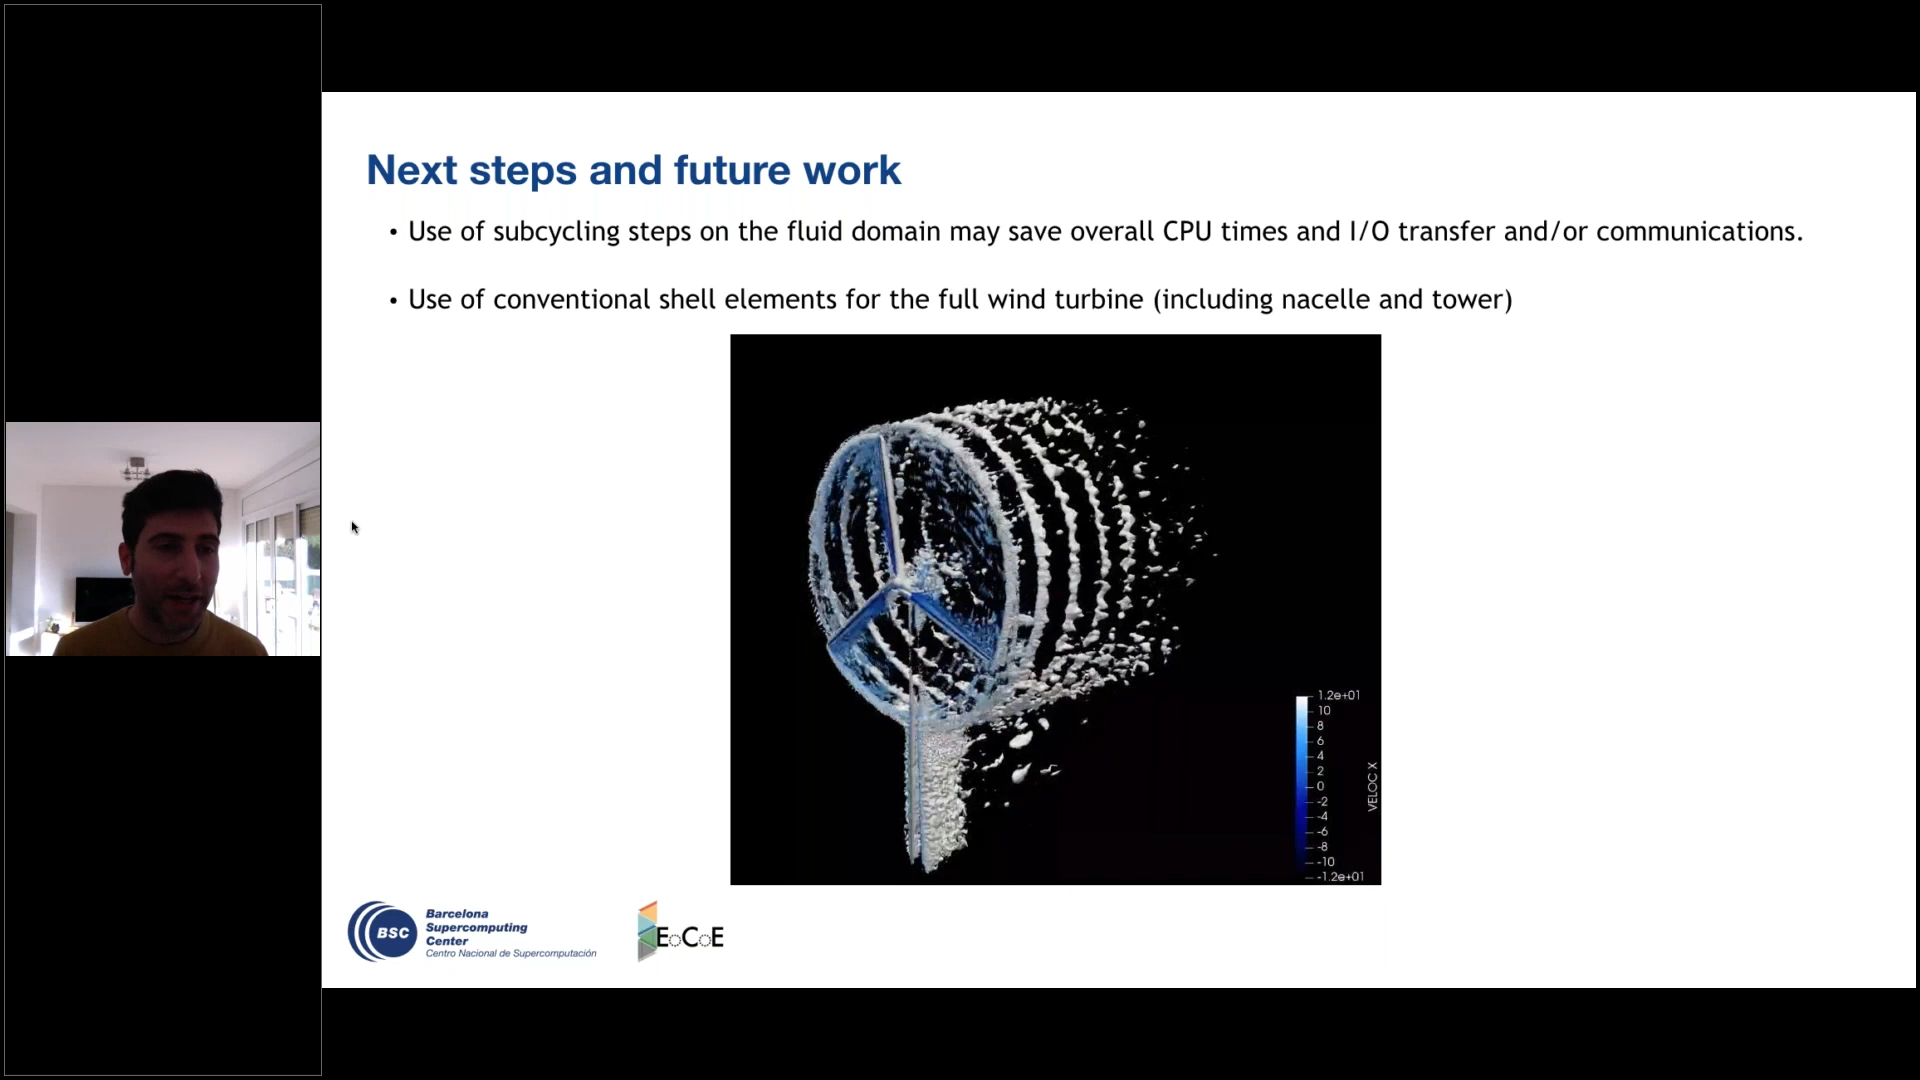 Next steps and future work
• Use of subcycling steps on the fluid domain may save overall CPU times and I/O transfer and/or communications.
• Use of conventional shell elements for the full wind turbine (including nacelle and tower)
1.2e+01
10
8
6
4
2
0
-2
-4
-6
-8
-10
-1.2e+01
VELOC X
BSC
Barcelona
Supercomputing
Center
Centro Nacional de Supercomputación
EoCoE